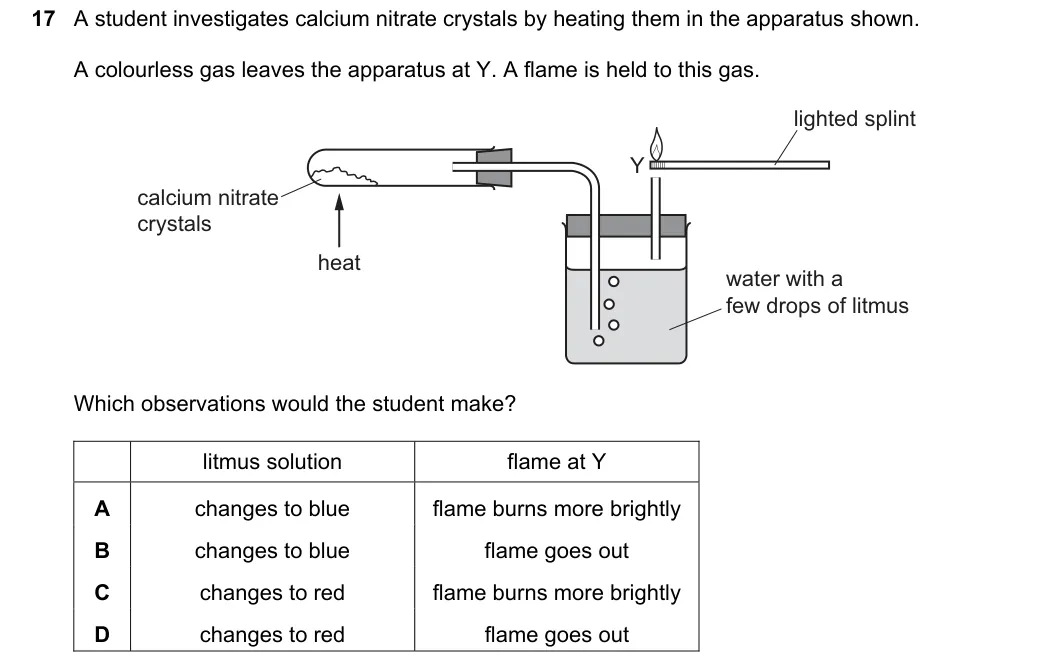 17 A student investigates calcium nitrate crystals by heating them in the apparatus shown.
A colourless gas leaves the apparatus at Y. A flame is held to this gas.
lighted splint
Y
calcium nitrate
crystals
heat
water with a
few drops of litmus
Which observations would the student make?
litmus solution flame at Y
A changes to blue flame burns more brightly
B changes to blue flame goes out
C changes to red flame burns more brightly
D changes to red flame goes out